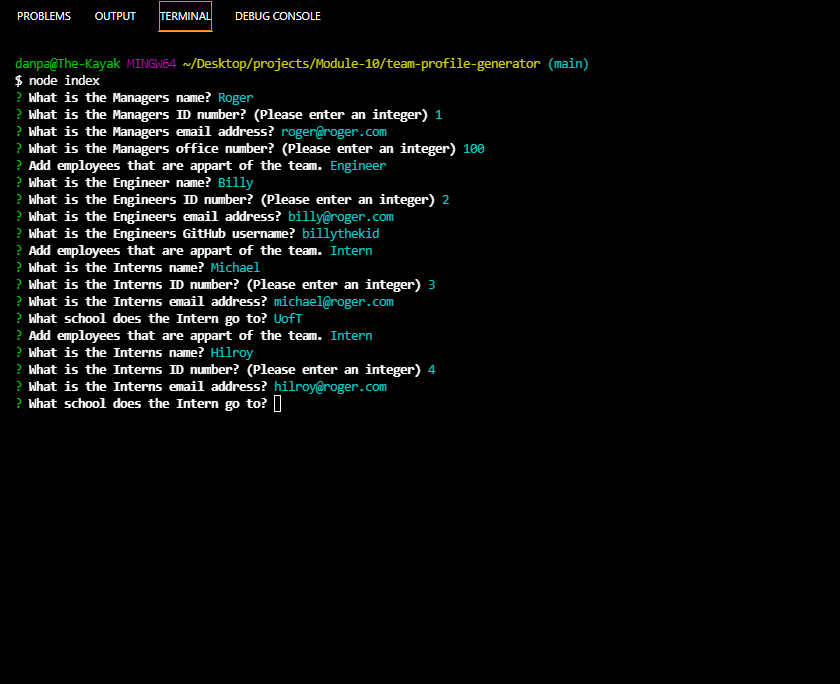 PROBLEMS OUTPUT TERMINAL DEBUG CONSOLE
danpa@The-Kayak MINGW64 ~/Desktop/projects/Module-10/team-profile-generator (main)
$ node index
? What is the Managers name? Roger
? What is the Managers ID number? (Please enter an integer) 1
? What is the Managers email address? roger@roger.com
? What is the Managers office number? (Please enter an integer) 100
? Add employees that are appart of the team. Engineer
? What is the Engineer name? Billy
? What is the Engineers ID number? (Please enter an integer) 2
? What is the Engineers email address? billy@roger.com
? What is the Engineers GitHub username? billythekid
? Add employees that are appart of the team. Intern
? What is the Interns name? Michael
? What is the Interns ID number? (Please enter an integer) 3
? What is the Interns email address? michael@roger.com
? What school does the Intern go to? UofT
? Add employees that are appart of the team. Intern
? What is the Interns name? Hilroy
? What is the Interns ID number? (Please enter an integer) 4
? What is the Interns email address? hilroy@roger.com
? What school does the Intern go to?